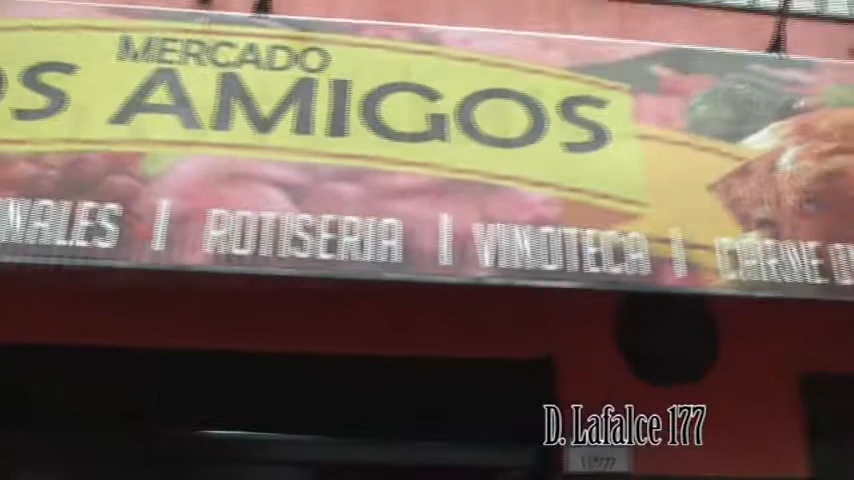 MERCADO
OS AMIGOS
NALES | ROTISERIA | VINOTECA | CARNE
D. Lafalce 177